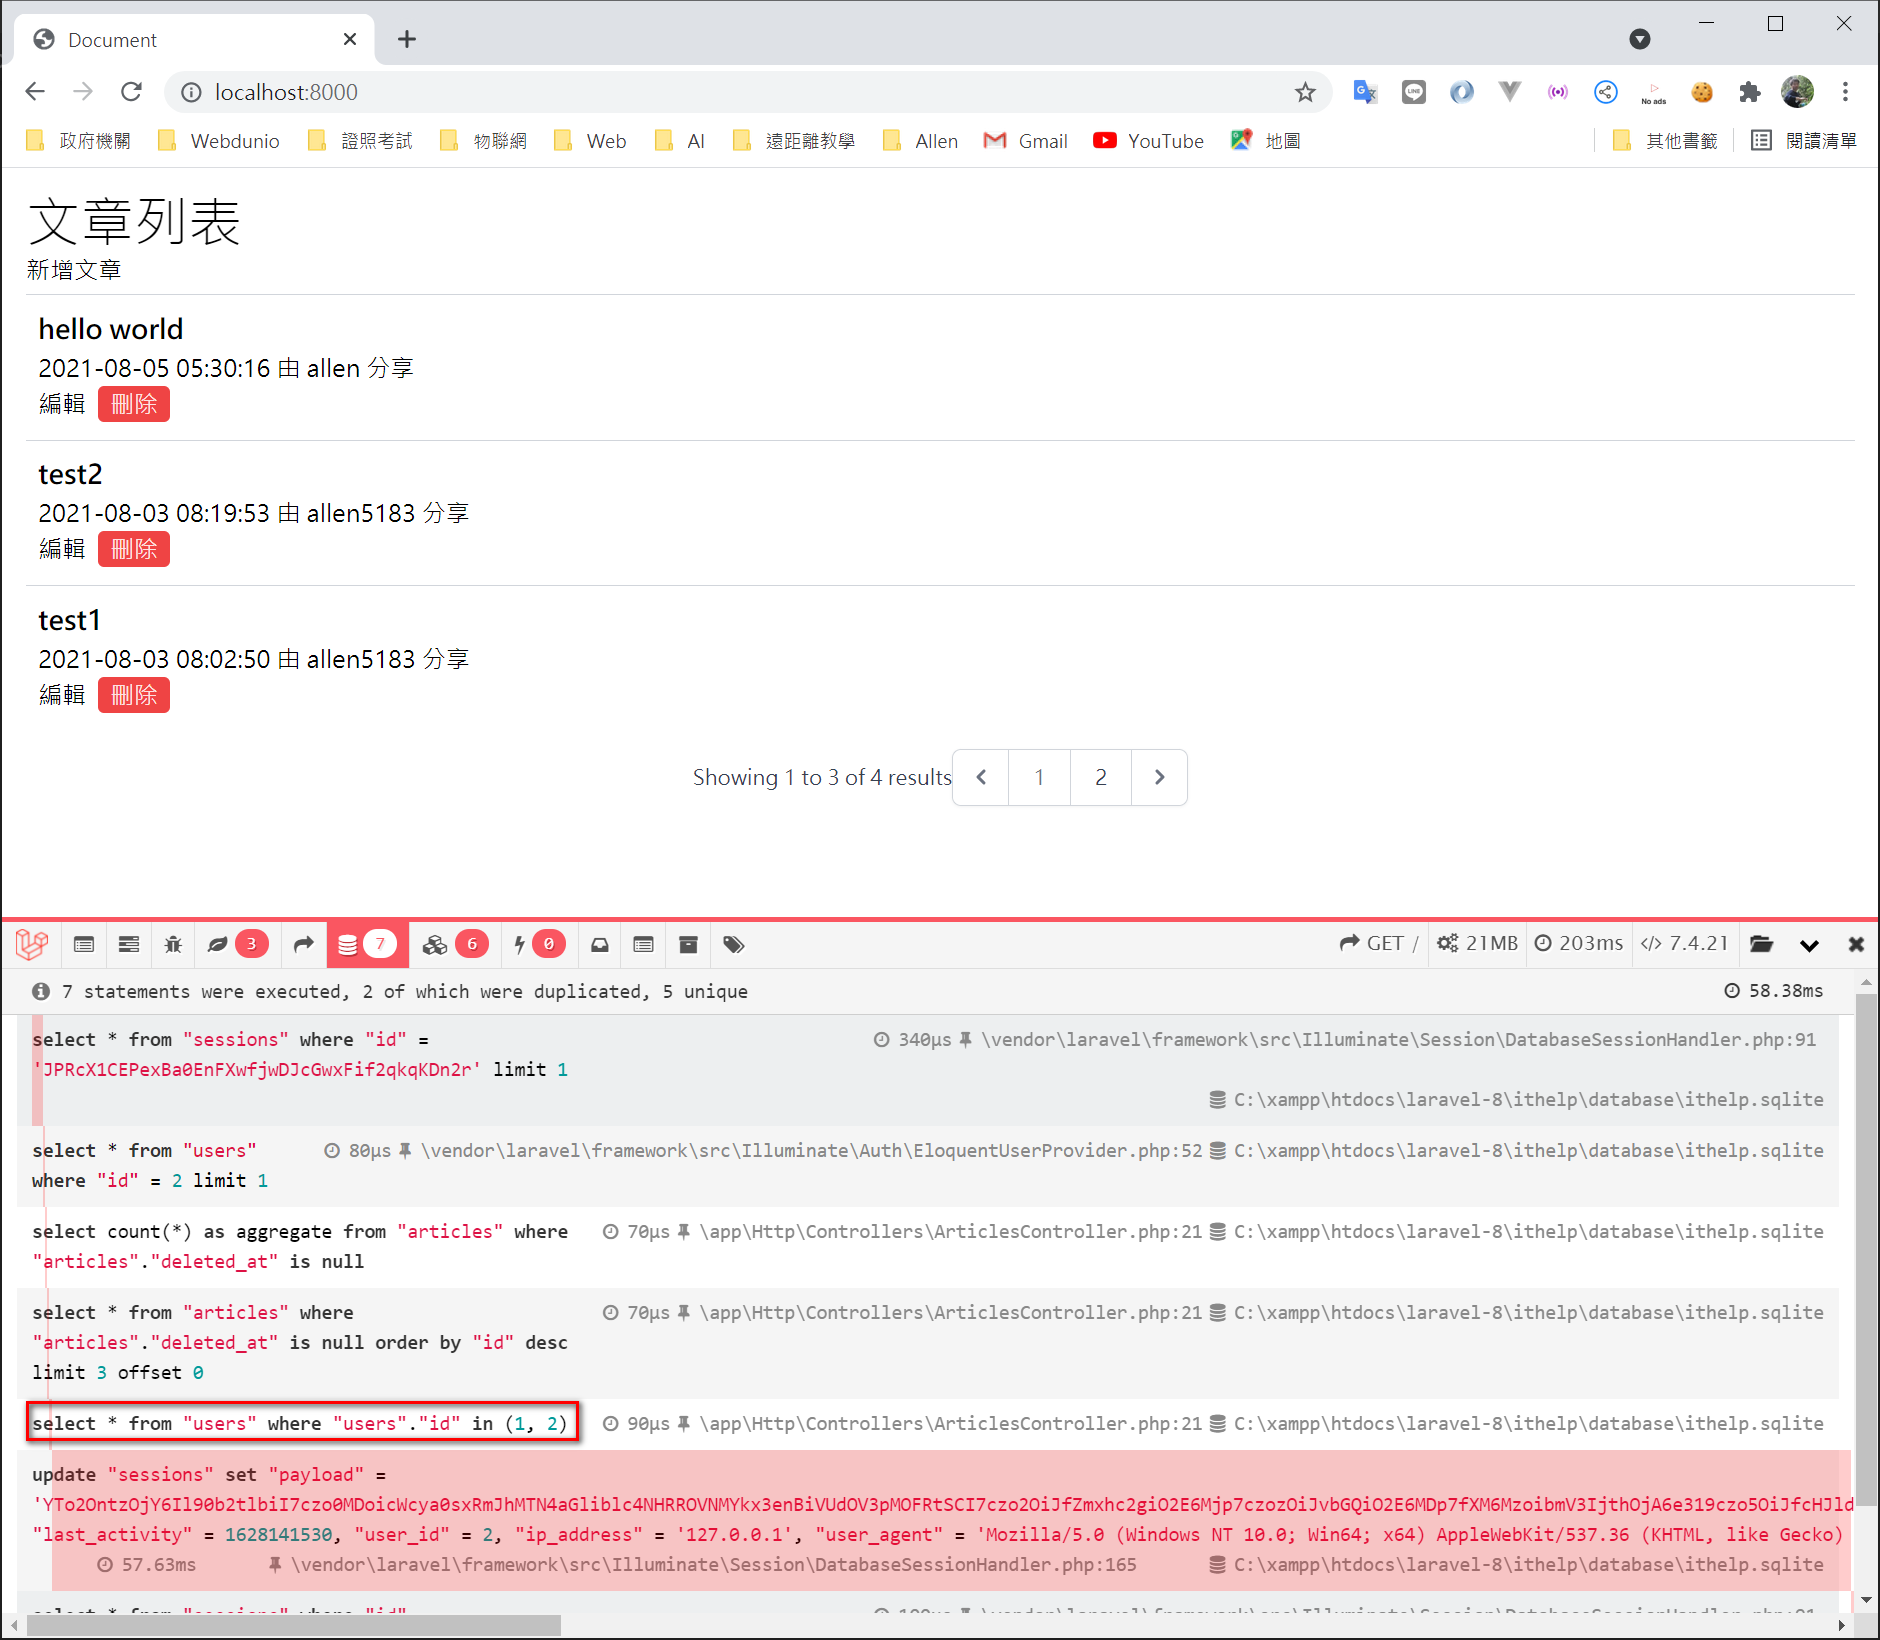 Document
localhost:8000
No ads
政府機關 Webdunio 證照考試 物聯網 Web AI 遠距離教學 Allen Gmail YouTube 地圖 其他書籤 閱讀清單
文章列表
新增文章
hello world
2021-08-05 05:30:16 由 allen 分享
編輯 刪除
test2
2021-08-03 08:19:53 由 allen5183 分享
編輯 刪除
test1
2021-08-03 08:02:50 由 allen5183 分享
編輯 刪除
Showing 1 to 3 of 4 results 1 2
3 7 6 0 GET / 21MB 203ms </> 7.4.21
7 statements were executed, 2 of which were duplicated, 5 unique 58.38ms
select * from "sessions" where "id" = 340μs \vendor\laravel\framework\src\Illuminate\Session\DatabaseSessionHandler.php:91
'JPRcX1CEPexBa0EnFXwfjwDJcGwxFif2qkqKDn2r' limit 1
C:\xampp\htdocs\laravel-8\ithelp\database\ithelp.sqlite
select * from "users" 80μs \vendor\laravel\framework\src\Illuminate\Auth\EloquentUserProvider.php:52 C:\xampp\htdocs\laravel-8\ithelp\database\ithelp.sqlite
where "id" = 2 limit 1
select count(*) as aggregate from "articles" where 70μs \app\Http\Controllers\ArticlesController.php:21 C:\xampp\htdocs\laravel-8\ithelp\database\ithelp.sqlite
"articles"."deleted_at" is null
select * from "articles" where 70μs \app\Http\Controllers\ArticlesController.php:21 C:\xampp\htdocs\laravel-8\ithelp\database\ithelp.sqlite
"articles"."deleted_at" is null order by "id" desc
limit 3 offset 0
select * from "users" where "users"."id" in (1, 2) 90μs \app\Http\Controllers\ArticlesController.php:21 C:\xampp\htdocs\laravel-8\ithelp\database\ithelp.sqlite
update "sessions" set "payload" =
"last_activity" = 1628141530, "user_id" = 2, "ip_address" = '127.0.0.1', "user_agent" = 'Mozilla/5.0 (Windows NT 10.0; Win64; x64) AppleWebKit/537.36 (KHTML, like Gecko)
57.63ms \vendor\laravel\framework\src\Illuminate\Session\DatabaseSessionHandler.php:165 C:\xampp\htdocs\laravel-8\ithelp\database\ithelp.sqlite